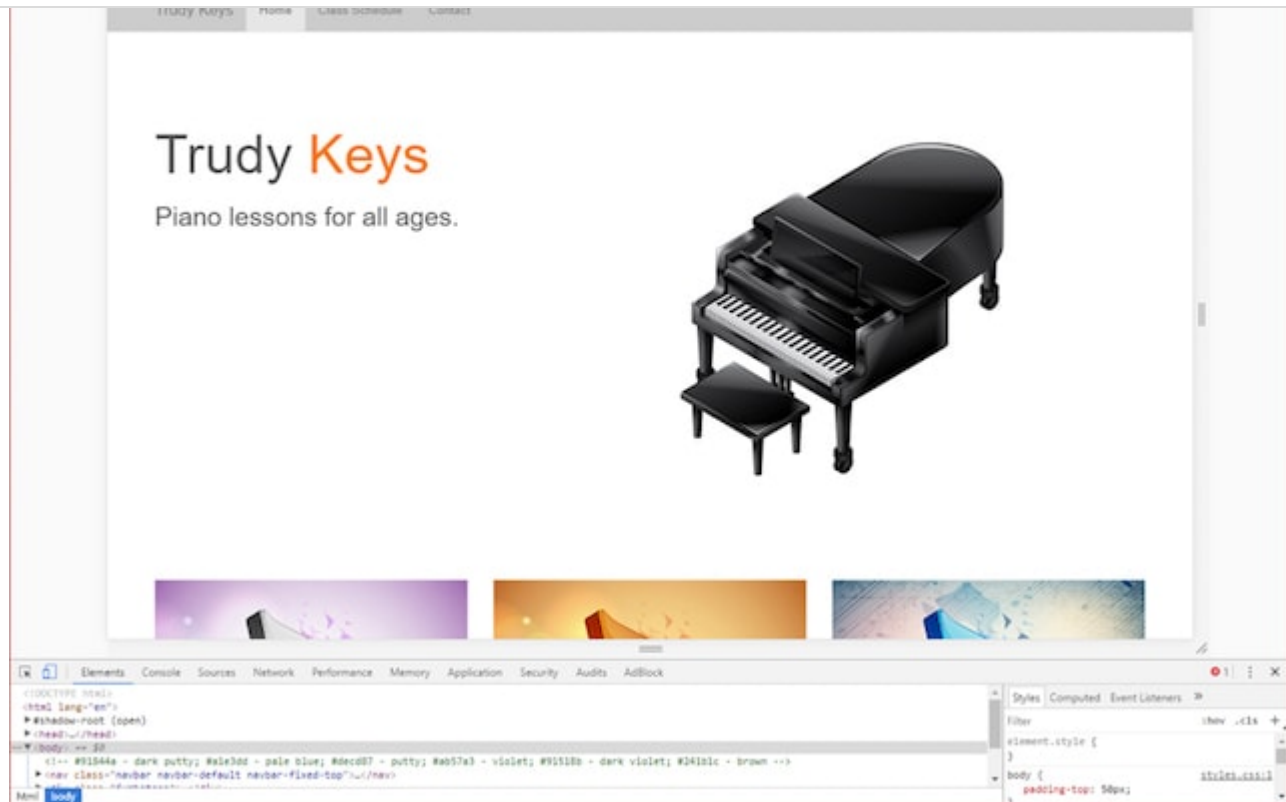 Trudy Keys Home Class Schedule Contact
Trudy Keys
Piano lessons for all ages.
Elements Console Sources Network Performance Memory Application Security Audits AdBlock 1
<!DOCTYPE html>
<html lang="en">
▶#shadow-root (open)
▶<head>…</head>
▼<body> == $0
<!-- #91844a - dark putty; #a1e3dd - pale blue; #decd87 - putty; #ab57a3 - violet; #91518b - dark violet; #241b1c - brown -->
▶<nav class="navbar navbar-default navbar-fixed-top">…</nav>
html body
Styles Computed Event Listeners »
Filter :hov .cls +
element.style {
}
body { styles.css:1
padding-top: 50px;